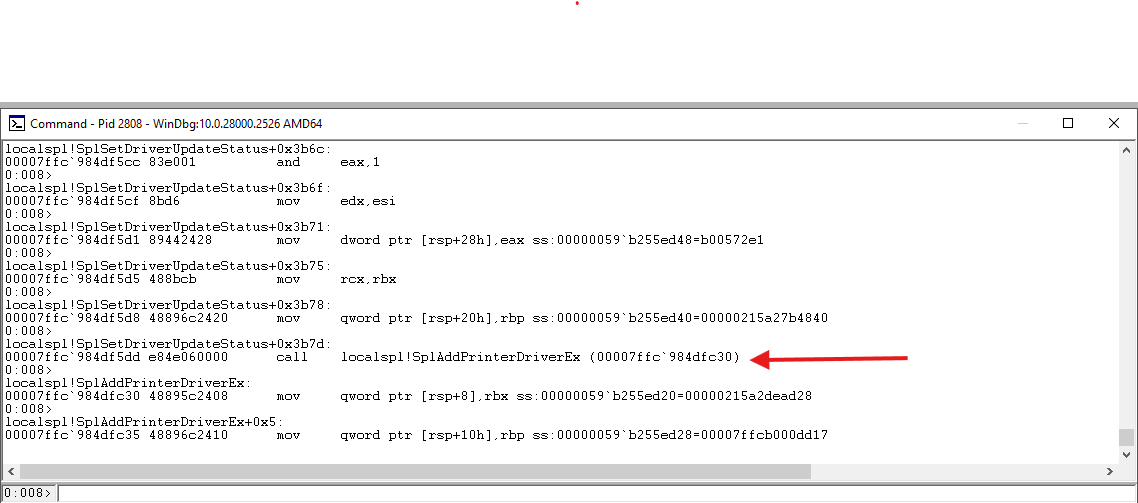 Command - Pid 2808 - WinDbg:10.0.28000.2526 AMD64
localspl!SplSetDriverUpdateStatus+0x3b6c:
00007ffc`984df5cc 83e001          and     eax,1
0:008>
localspl!SplSetDriverUpdateStatus+0x3b6f:
00007ffc`984df5cf 8bd6            mov     edx,esi
0:008>
localspl!SplSetDriverUpdateStatus+0x3b71:
00007ffc`984df5d1 89442428        mov     dword ptr [rsp+28h],eax ss:00000059`b255ed48=b00572e1
0:008>
localspl!SplSetDriverUpdateStatus+0x3b75:
00007ffc`984df5d5 488bcb          mov     rcx,rbx
0:008>
localspl!SplSetDriverUpdateStatus+0x3b78:
00007ffc`984df5d8 48896c2420      mov     qword ptr [rsp+20h],rbp ss:00000059`b255ed40=00000215a27b4840
0:008>
localspl!SplSetDriverUpdateStatus+0x3b7d:
00007ffc`984df5dd e84e060000      call    localspl!SplAddPrinterDriverEx (00007ffc`984dfc30)
0:008>
localspl!SplAddPrinterDriverEx:
00007ffc`984dfc30 48895c2408      mov     qword ptr [rsp+8],rbx ss:00000059`b255ed20=00000215a2dead28
0:008>
localspl!SplAddPrinterDriverEx+0x5:
00007ffc`984dfc35 48896c2410      mov     qword ptr [rsp+10h],rbp ss:00000059`b255ed28=00007ffcb000dd17
0:008>